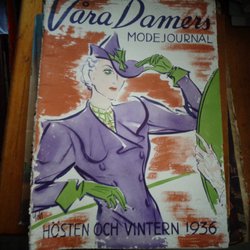 Våra Damers
MODEJOURNAL
HÖSTEN OCH VINTERN 1936